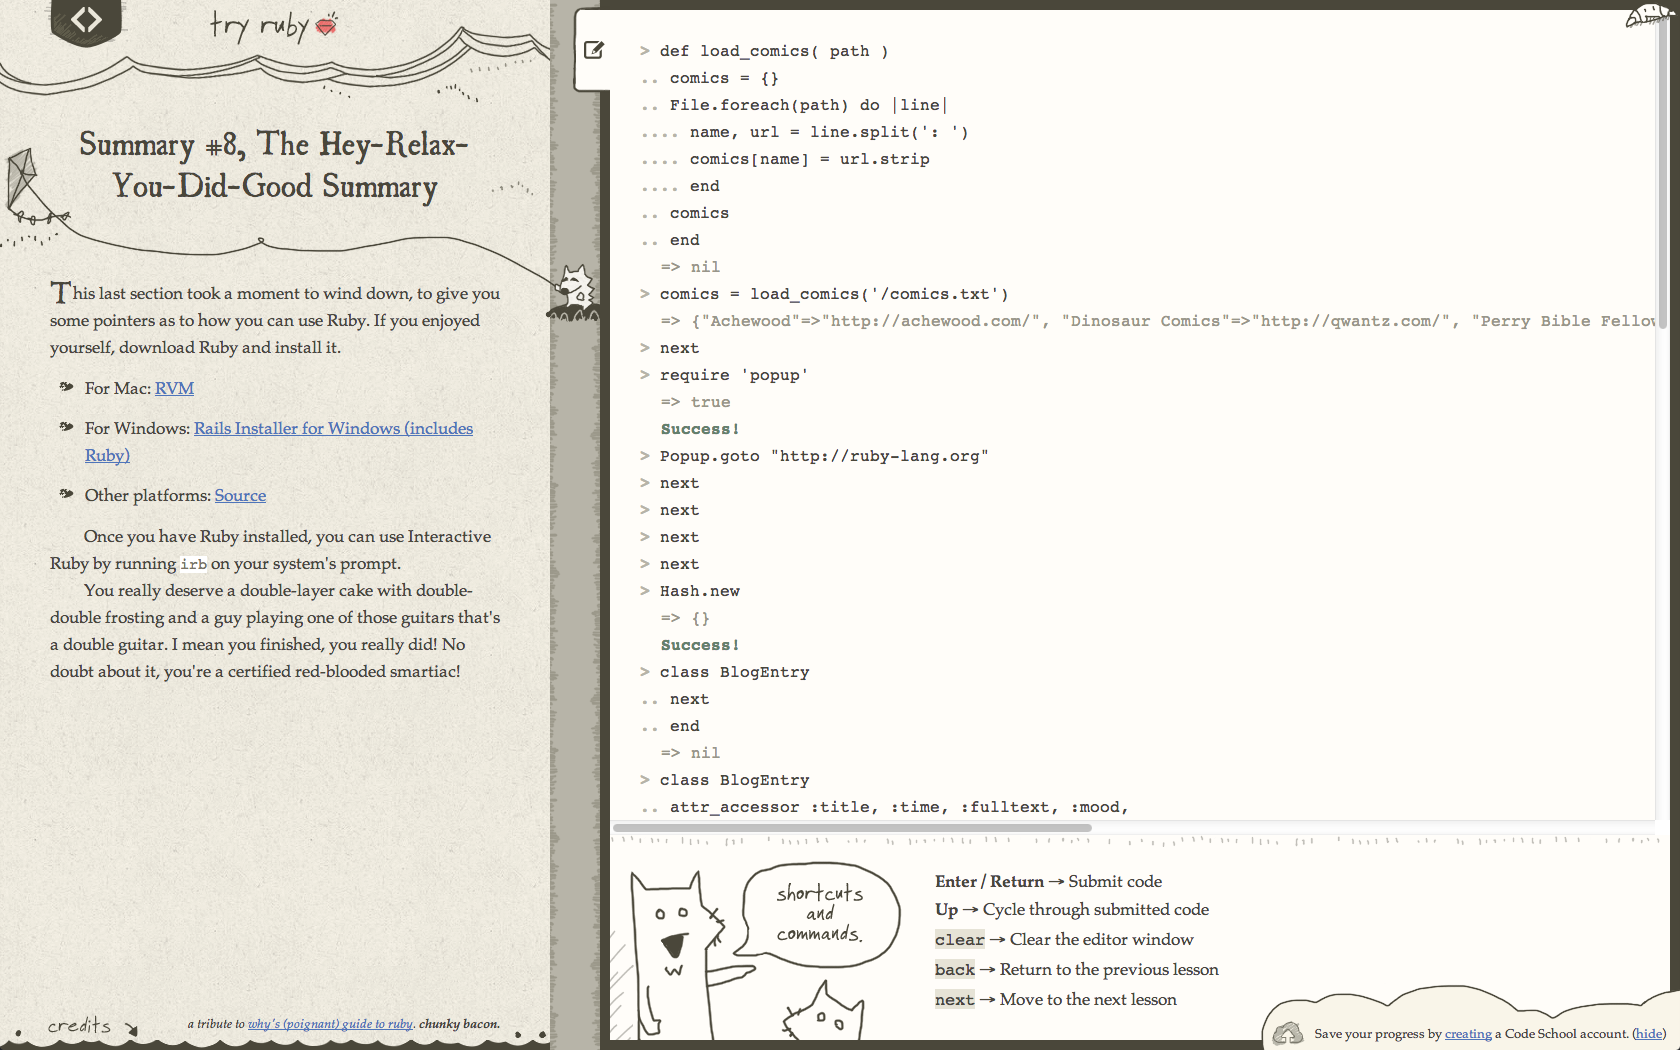 try ruby
Summary #8, The Hey-Relax-
You-Did-Good Summary
This last section took a moment to wind down, to give you
some pointers as to how you can use Ruby. If you enjoyed
yourself, download Ruby and install it.
For Mac: RVM
For Windows: Rails Installer for Windows (includes
Ruby)
Other platforms: Source
Once you have Ruby installed, you can use Interactive
Ruby by running irb on your system's prompt.
You really deserve a double-layer cake with double-
double frosting and a guy playing one of those guitars that's
a double guitar. I mean you finished, you really did! No
doubt about it, you're a certified red-blooded smartiac!
credits
a tribute to why's (poignant) guide to ruby. chunky bacon.
> def load_comics( path )
.. comics = {}
.. File.foreach(path) do |line|
.... name, url = line.split(': ')
.... comics[name] = url.strip
.... end
.. comics
.. end
=> nil
> comics = load_comics('/comics.txt')
=> {"Achewood"=>"http://achewood.com/", "Dinosaur Comics"=>"http://qwantz.com/", "Perry Bible Fellow
> next
> require 'popup'
=> true
Success!
> Popup.goto "http://ruby-lang.org"
> next
> next
> next
> next
> Hash.new
=> {}
Success!
> class BlogEntry
.. next
.. end
=> nil
> class BlogEntry
.. attr_accessor :title, :time, :fulltext, :mood,
shortcuts
and
commands.
Enter / Return → Submit code
Up → Cycle through submitted code
clear → Clear the editor window
back → Return to the previous lesson
next → Move to the next lesson
Save your progress by creating a Code School account. (hide)